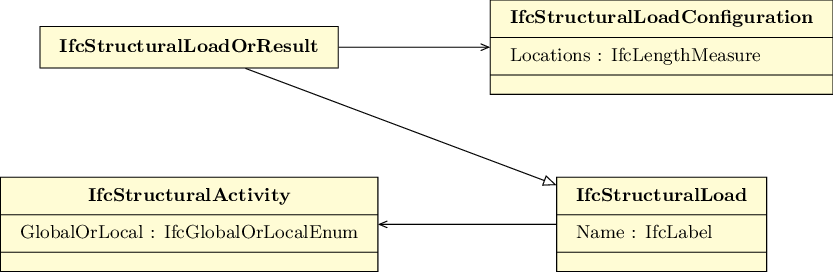 IfcStructuralLoadOrResult
IfcStructuralLoadConfiguration
Locations : IfcLengthMeasure
IfcStructuralActivity
GlobalOrLocal : IfcGlobalOrLocalEnum
IfcStructuralLoad
Name : IfcLabel